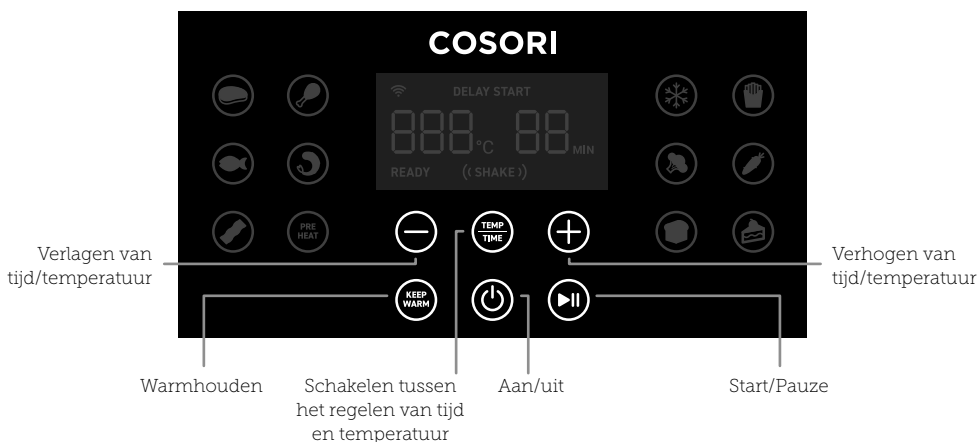 COSORI
DELAY START
888 °C 88 MIN
READY ((SHAKE))
PRE
HEAT
TEMP
TIME
Verlagen van
tijd/temperatuur
Verhogen van
tijd/temperatuur
KEEP
WARM
Warmhouden
Schakelen tussen
het regelen van tijd
en temperatuur
Aan/uit
Start/Pauze